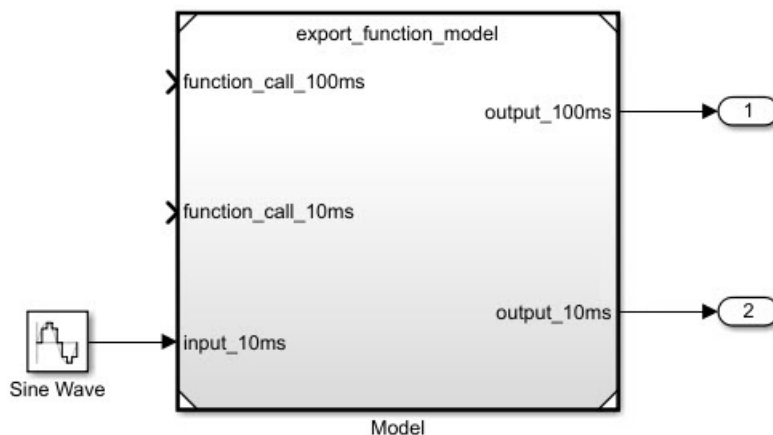 export_function_model
function_call_100ms
output_100ms
1
function_call_10ms
output_10ms
2
input_10ms
Sine Wave
Model